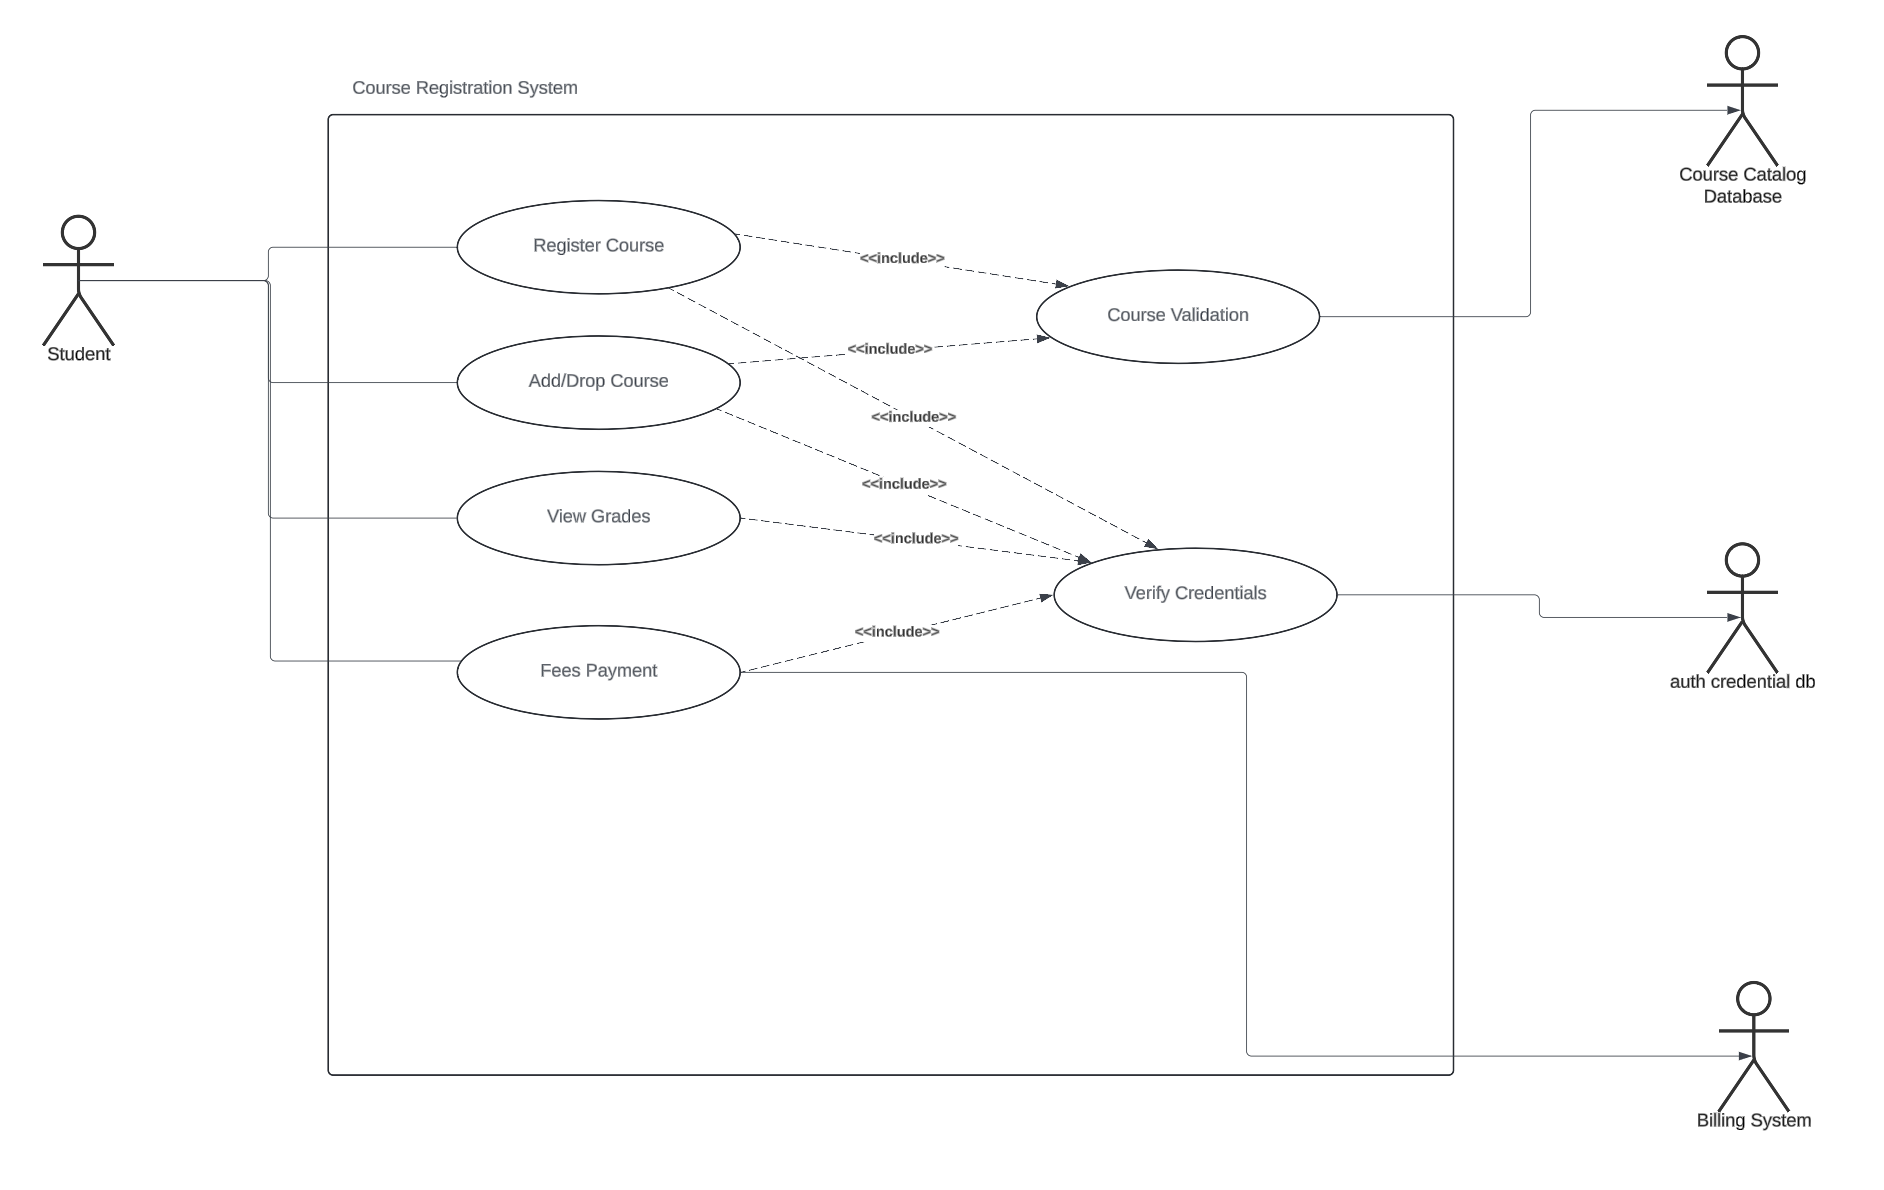 Course Registration System
Course Catalog
Database
Student
Register Course
<<include>>
Course Validation
<<include>>
Add/Drop Course
<<include>>
<<include>>
View Grades
<<include>>
Verify Credentials
<<include>>
Fees Payment
auth credential db
Billing System